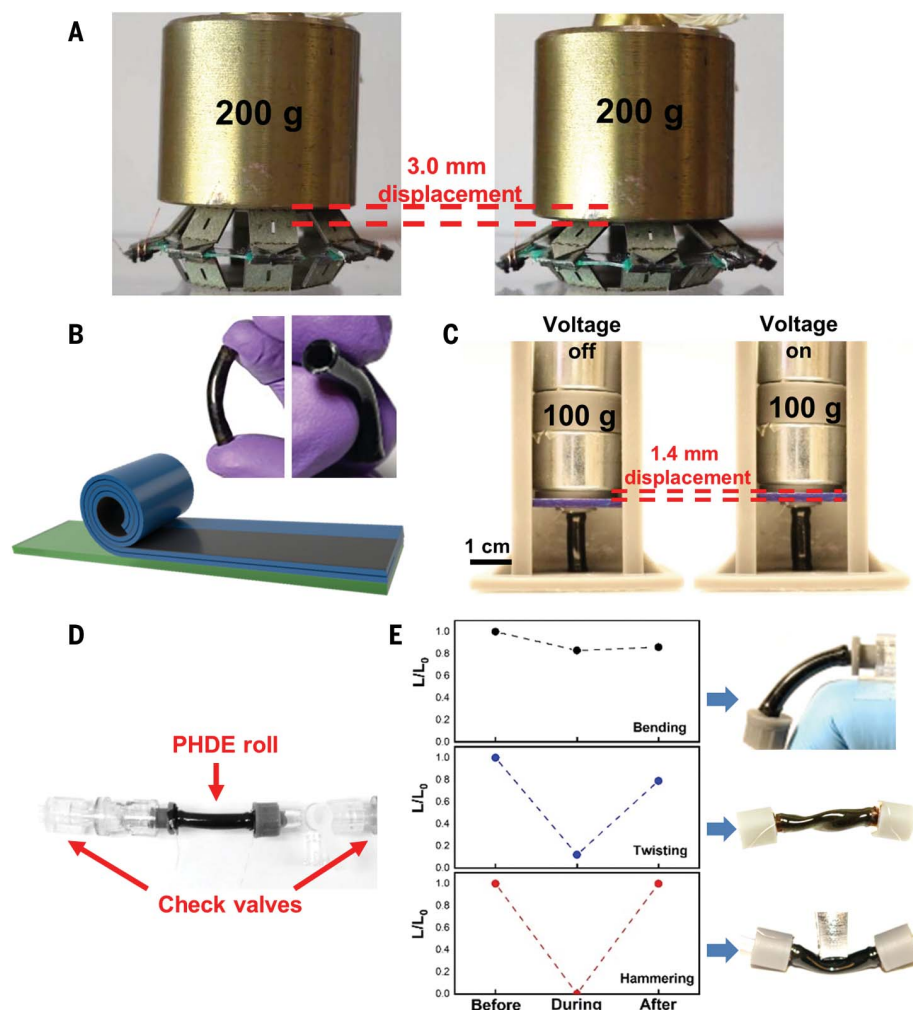 A
200 g
200 g
3.0 mm
displacement
B
C
Voltage
off
Voltage
on
100 g
100 g
1.4 mm
displacement
1 cm
D
PHDE roll
Check valves
E
L/L0
1.0
0.8
0.6
0.4
0.2
0.0
Bending
L/L0
1.0
0.8
0.6
0.4
0.2
0.0
Twisting
L/L0
1.0
0.8
0.6
0.4
0.2
0.0
Hammering
Before
During
After